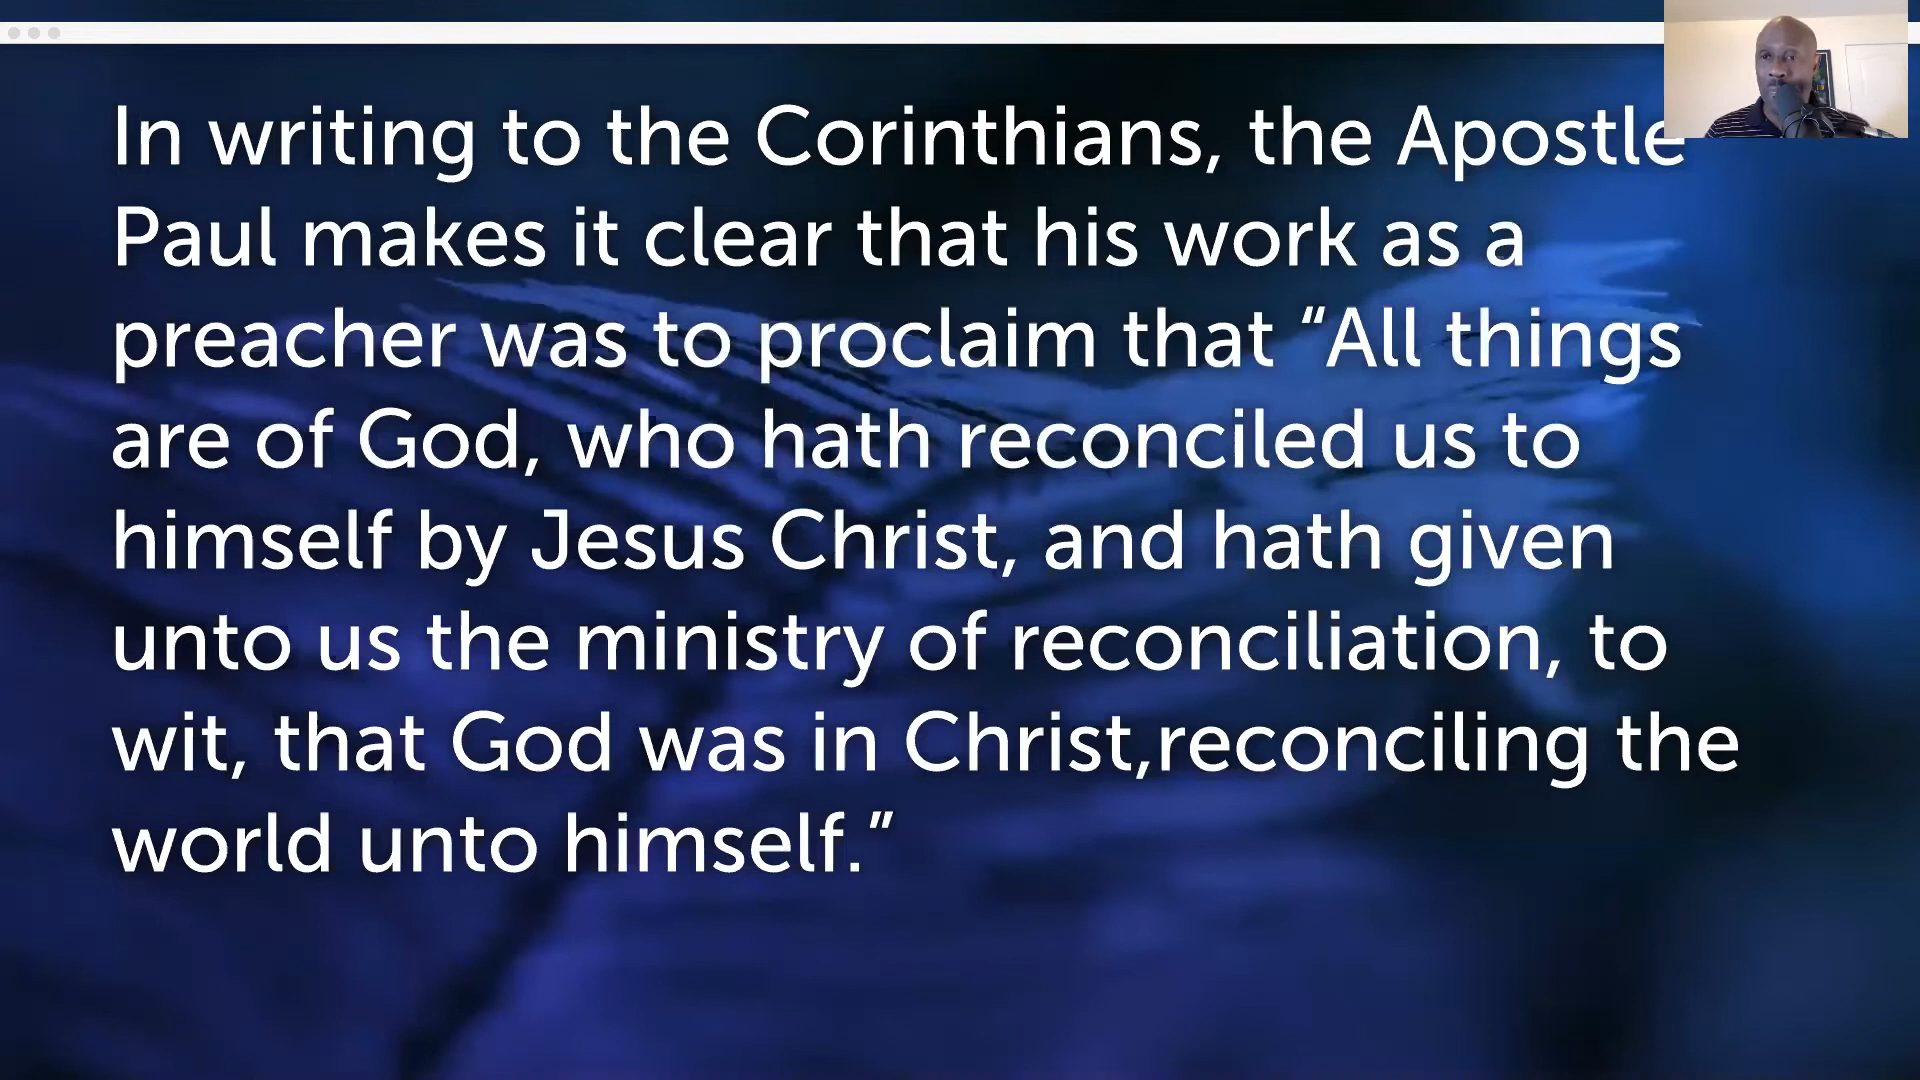 In writing to the Corinthians, the Apostle
Paul makes it clear that his work as a
preacher was to proclaim that “All things
are of God, who hath reconciled us to
himself by Jesus Christ, and hath given
unto us the ministry of reconciliation, to
wit, that God was in Christ,reconciling the
world unto himself.”